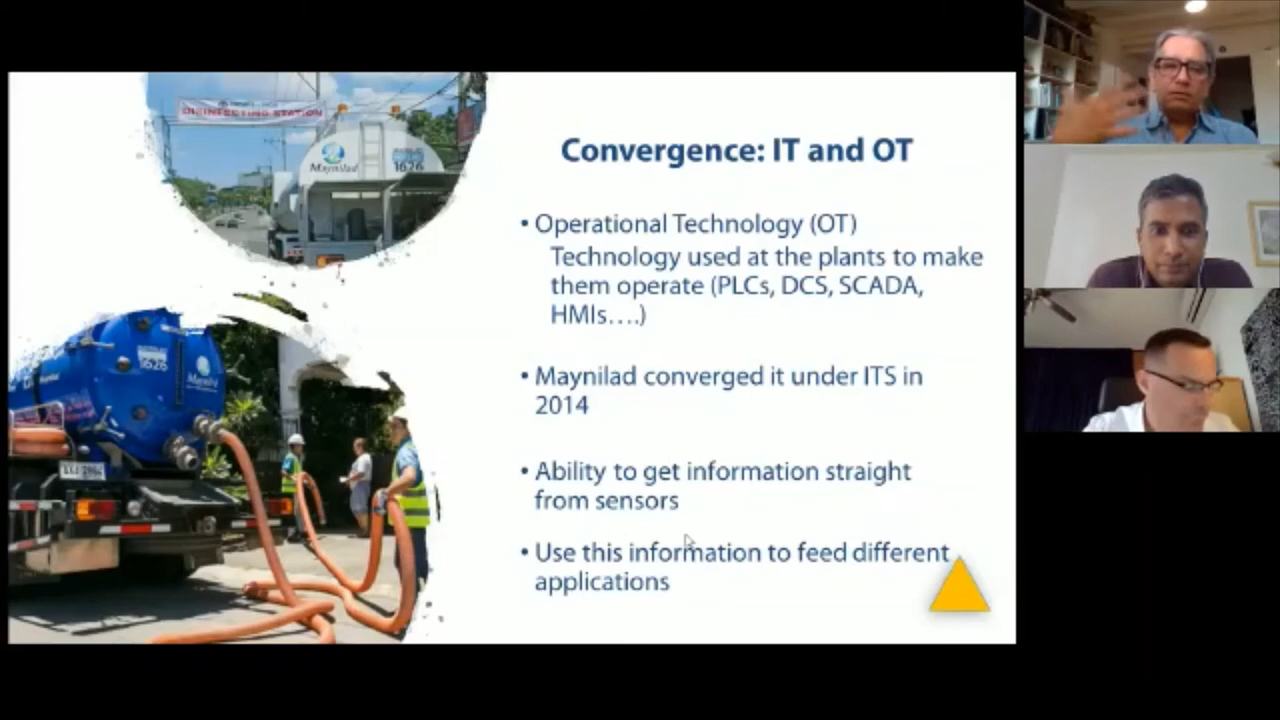 DISINFECTING STATION
Maynilad
1626
Convergence: IT and OT
• Operational Technology (OT)
Technology used at the plants to make
them operate (PLCs, DCS, SCADA,
HMIs....)
• Maynilad converged it under ITS in
2014
• Ability to get information straight
from sensors
• Use this information to feed different
applications
1626